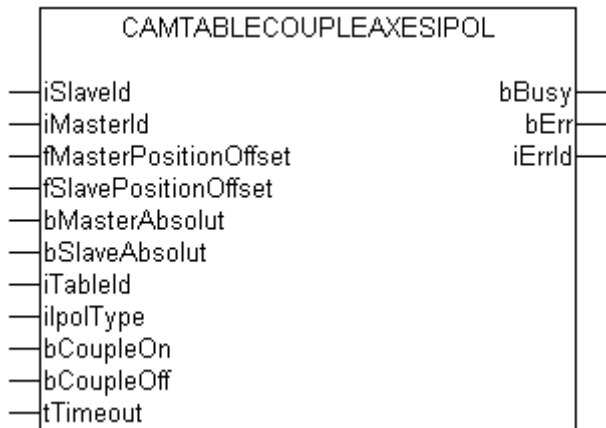 CAMTABLECOUPLEAXESIPOL
iSlaveId bBusy
iMasterId bErr
fMasterPositionOffset iErrId
fSlavePositionOffset
bMasterAbsolut
bSlaveAbsolut
iTableId
iIpolType
bCoupleOn
bCoupleOff
tTimeout